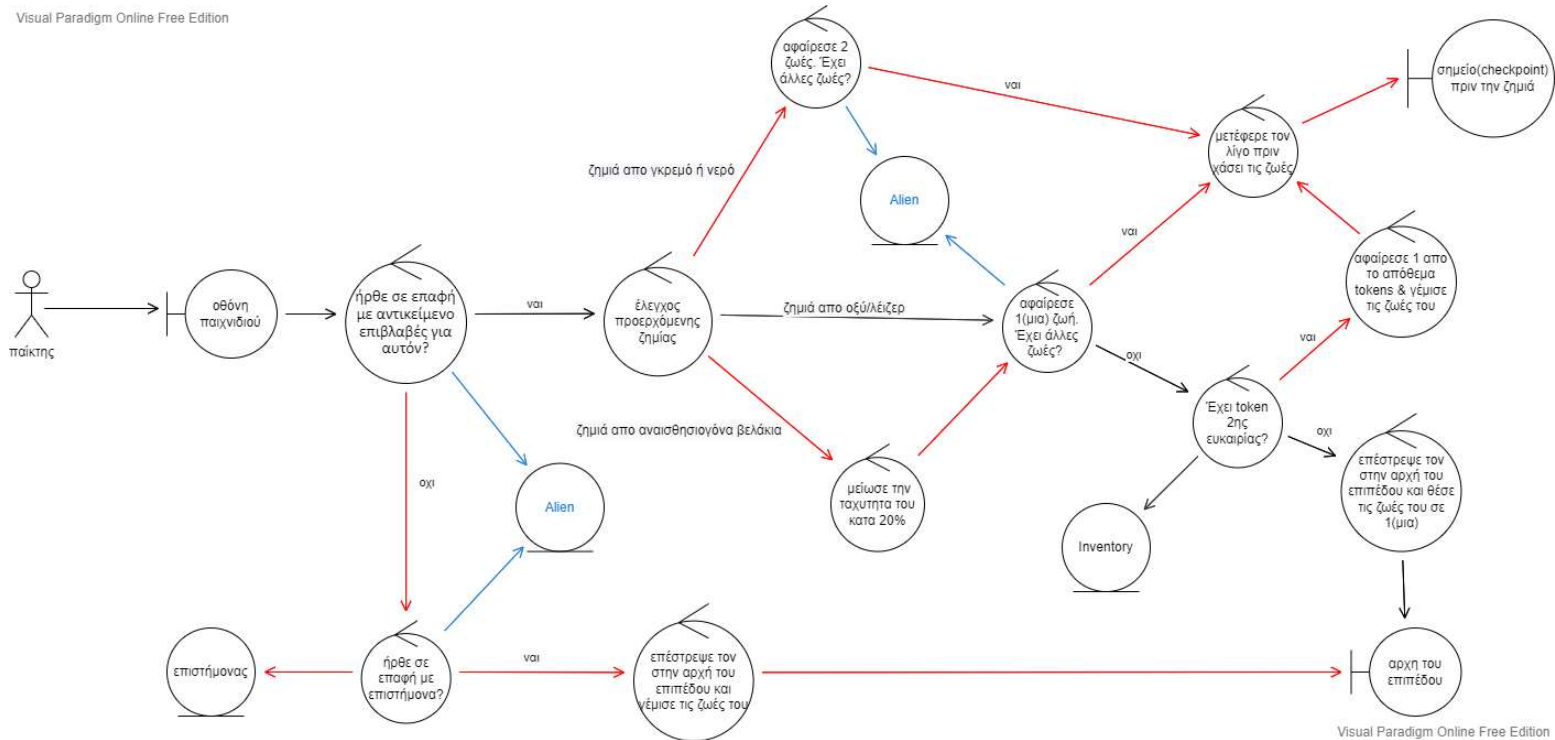 Visual Paradigm Online Free Edition
αφαίρεσε 2
ζωές. Έχει
άλλες ζωές?
ναι
σημείο(checkpoint)
πριν την ζημιά
μετέφερε τον
λίγο πριν
χάσει τις ζωές
ζημιά απο γκρεμό ή νερό
Alien
ναι
αφαίρεσε 1 απο
το απόθεμα
tokens & γέμισε
τις ζωές του
παίκτης
οθόνη
παιχνιδιού
ήρθε σε επαφή
με αντικείμενο
επιβλαβές για
αυτόν?
ναι
έλεγχος
προερχόμενης
ζημίας
ζημιά απο οξύ/λέιζερ
αφαίρεσε
1(μια) ζωή.
Έχει άλλες
ζωές?
οχι
ναι
Έχει token
2ης
ευκαιρίας?
οχι
ζημιά απο αναισθησιογόνα βελάκια
επέστρεψε τον
στην αρχή του
επιπέδου και θέσε
τις ζωές του σε
1(μια)
οχι
Alien
μείωσε την
ταχυτητα του
κατα 20%
Inventory
επιστήμονας
ήρθε σε
επαφή με
επιστήμονα?
ναι
επέστρεψε τον
στην αρχή του
επιπέδου και
γέμισε τις ζωές του
αρχη του
επιπέδου
Visual Paradigm Online Free Edition